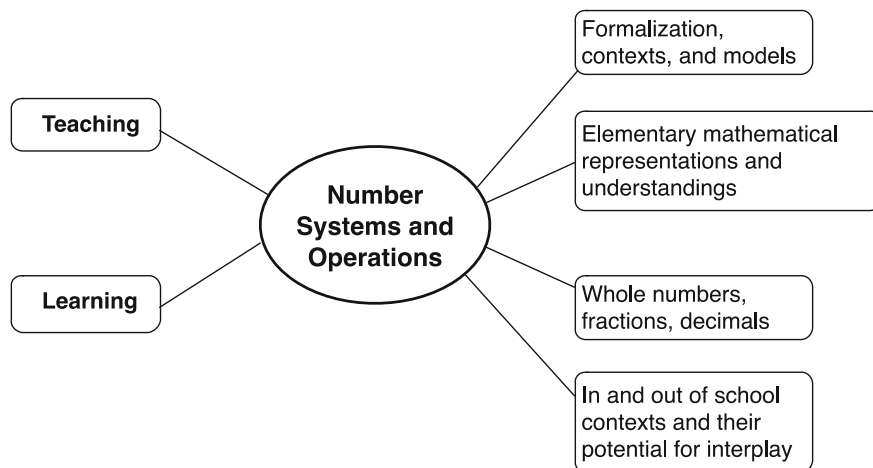 Teaching
Learning
Number
Systems and
Operations
Formalization,
contexts, and models
Elementary mathematical
representations and
understandings
Whole numbers,
fractions, decimals
In and out of school
contexts and their
potential for interplay